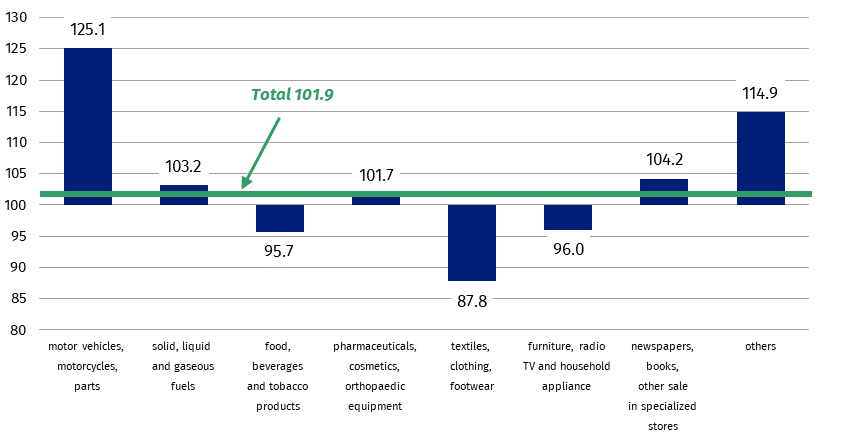 130
125
120
115
110
105
100
95
90
85
80
125.1
103.2
95.7
101.7
87.8
96.0
104.2
114.9
Total 101.9
motor vehicles,
motorcycles,
parts
solid, liquid
and gaseous
fuels
food,
beverages
and tobacco
products
pharmaceuticals,
cosmetics,
orthopaedic
equipment
textiles,
clothing,
footwear
furniture, radio
TV and household
appliance
newspapers,
books,
other sale
in specialized
stores
others